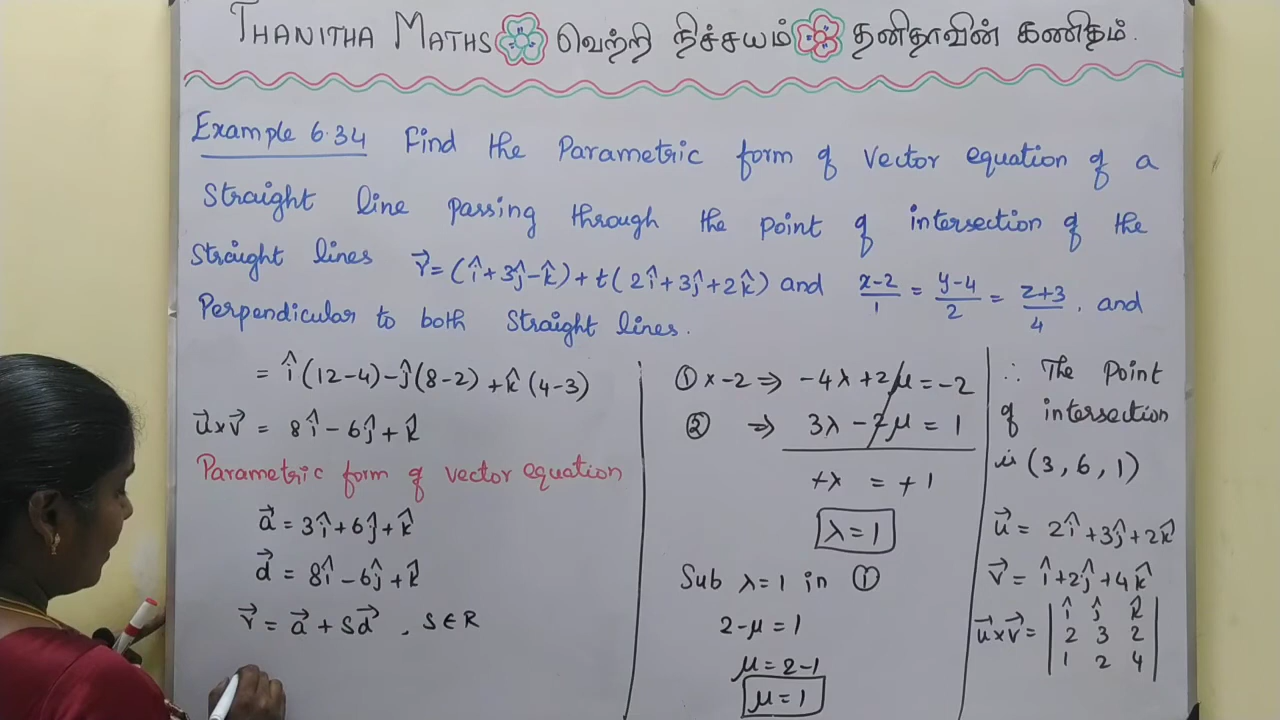 THANITHA MATHS வெற்றி நிச்சயம் தனிதாவின் கணிதம்.
Example 6.34 Find the Parametric form of vector equation of a
straight line passing through the point of intersection of the
straight lines r⃗ = (î+3ĵ−k̂)+t(2î+3ĵ+2k̂) and (x−2)/1 = (y−4)/2 = (z+3)/4, and
Perpendicular to both straight lines.
= î(12−4)−ĵ(8−2)+k̂(4−3)
u⃗×v⃗ = 8î−6ĵ+k̂
Parametric form of vector equation
a⃗ = 3î+6ĵ+k̂
d⃗ = 8î−6ĵ+k̂
r⃗ = a⃗ + sd⃗, s∈R
①×−2 ⇒ −4λ+2μ = −2
② ⇒ 3λ−2μ = 1
+λ = +1
λ=1
Sub λ=1 in ①
2−μ=1
μ=2−1
μ=1
∴ The point
of intersection
is (3,6,1)
u⃗ = 2î+3ĵ+2k̂
v⃗ = î+2ĵ+4k̂
u⃗×v⃗ = | î ĵ k̂ |
| 2 3 2 |
| 1 2 4 |